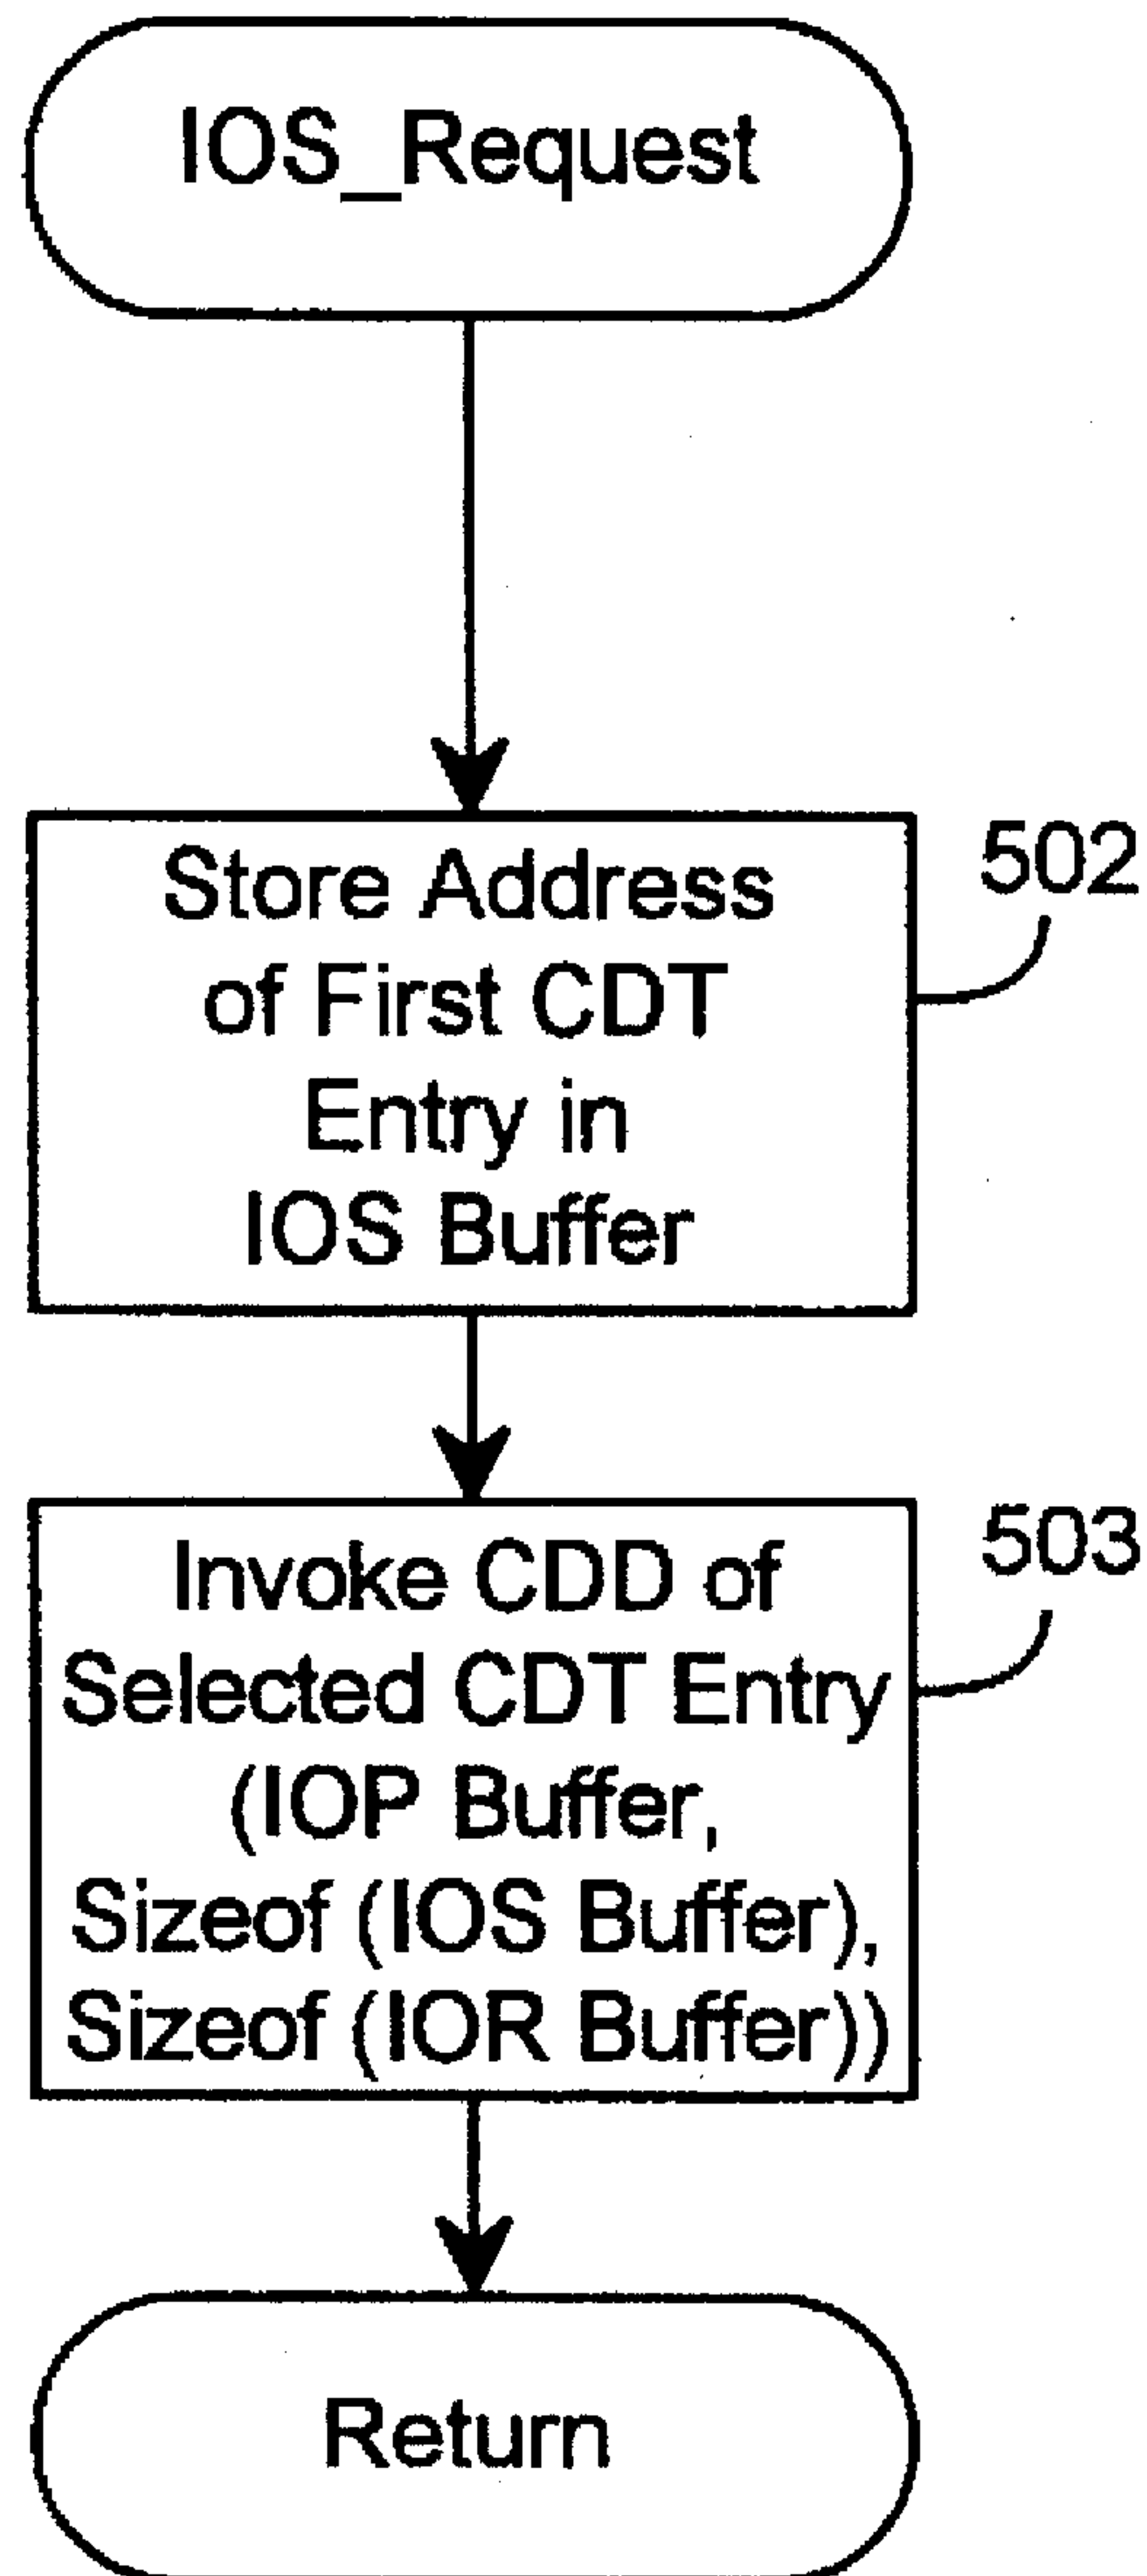 IOS_Request
Store Address
of First CDT
Entry in
IOS Buffer
502
Invoke CDD of
Selected CDT Entry
(IOP Buffer,
Sizeof (IOS Buffer),
Sizeof (IOR Buffer))
503
Return